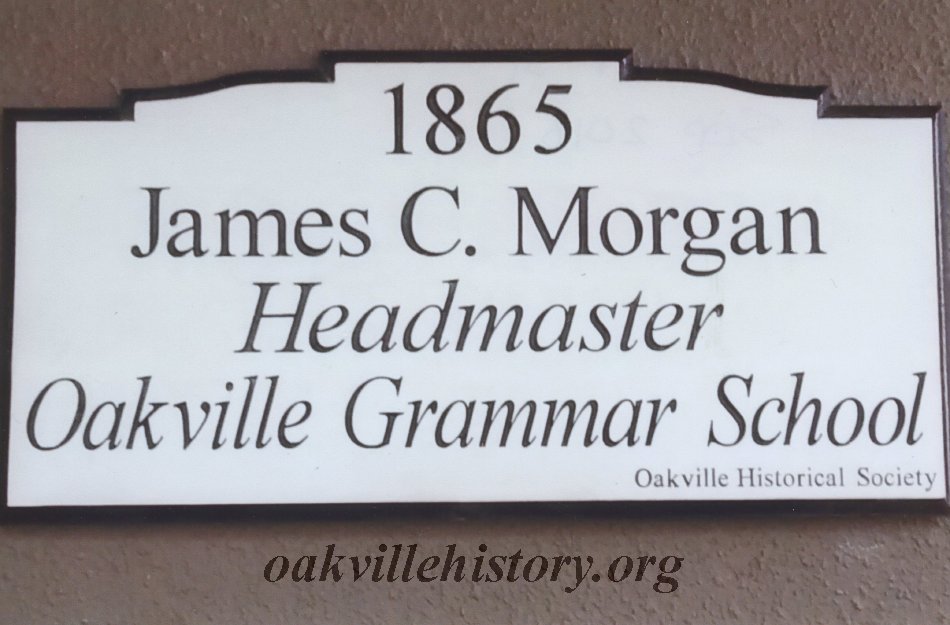 1865
James C. Morgan
Headmaster
Oakville Grammar School
Oakville Historical Society
oakvillehistory.org